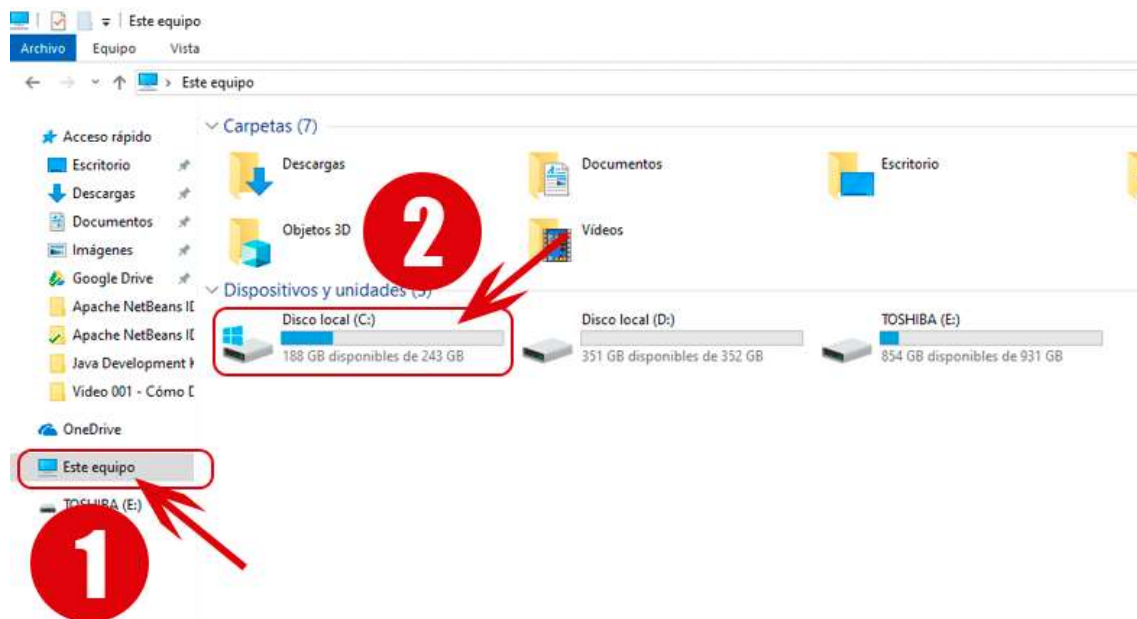 Este equipo
Archivo Equipo Vista
Este equipo
Acceso rápido
Escritorio
Descargas
Documentos
Imágenes
Google Drive
Apache NetBeans
Apache NetBeans
Java Development
Video 001 - Cómo
OneDrive
Este equipo
TOSHIBA (E:)
1
Carpetas (7)
Descargas
Documentos
Escritorio
Objetos 3D
Vídeos
2
Dispositivos y unidades
Disco local (C:)
188 GB disponibles de 243 GB
Disco local (D:)
351 GB disponibles de 352 GB
TOSHIBA (E:)
854 GB disponibles de 931 GB